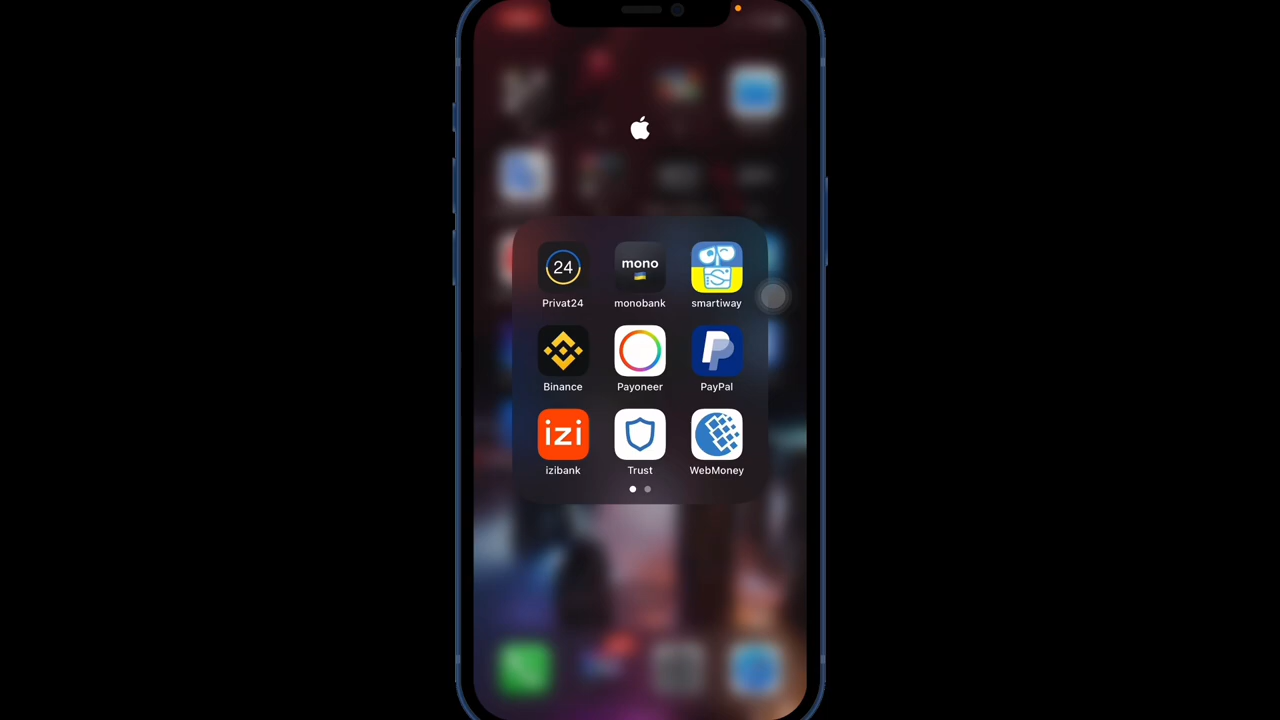 24
mono
Privat24
monobank
smartiway
Binance
Payoneer
PayPal
izi
izibank
Trust
WebMoney